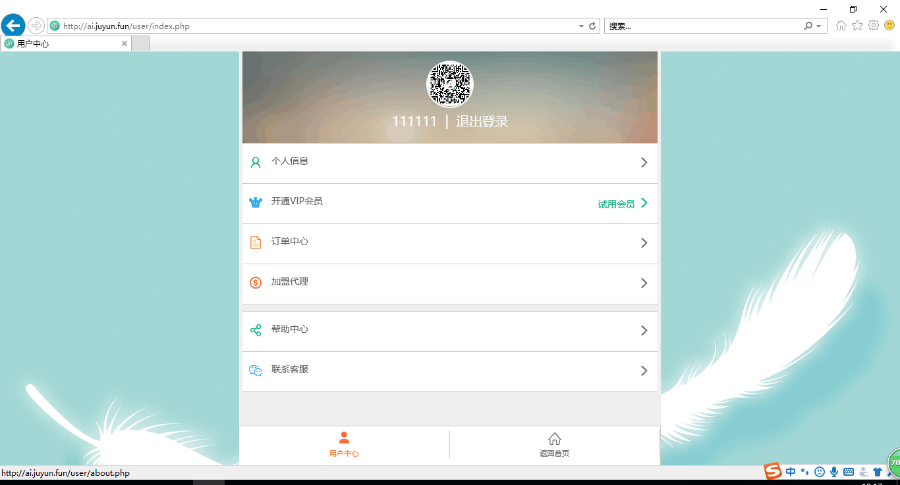 http://ai.juyun.fun/user/index.php
搜索...
用户中心
111111 | 退出登录
个人信息
开通VIP会员
试用会员
订单中心
加盟代理
帮助中心
联系客服
用户中心
返回首页
http://ai.juyun.fun/user/about.php
中
70